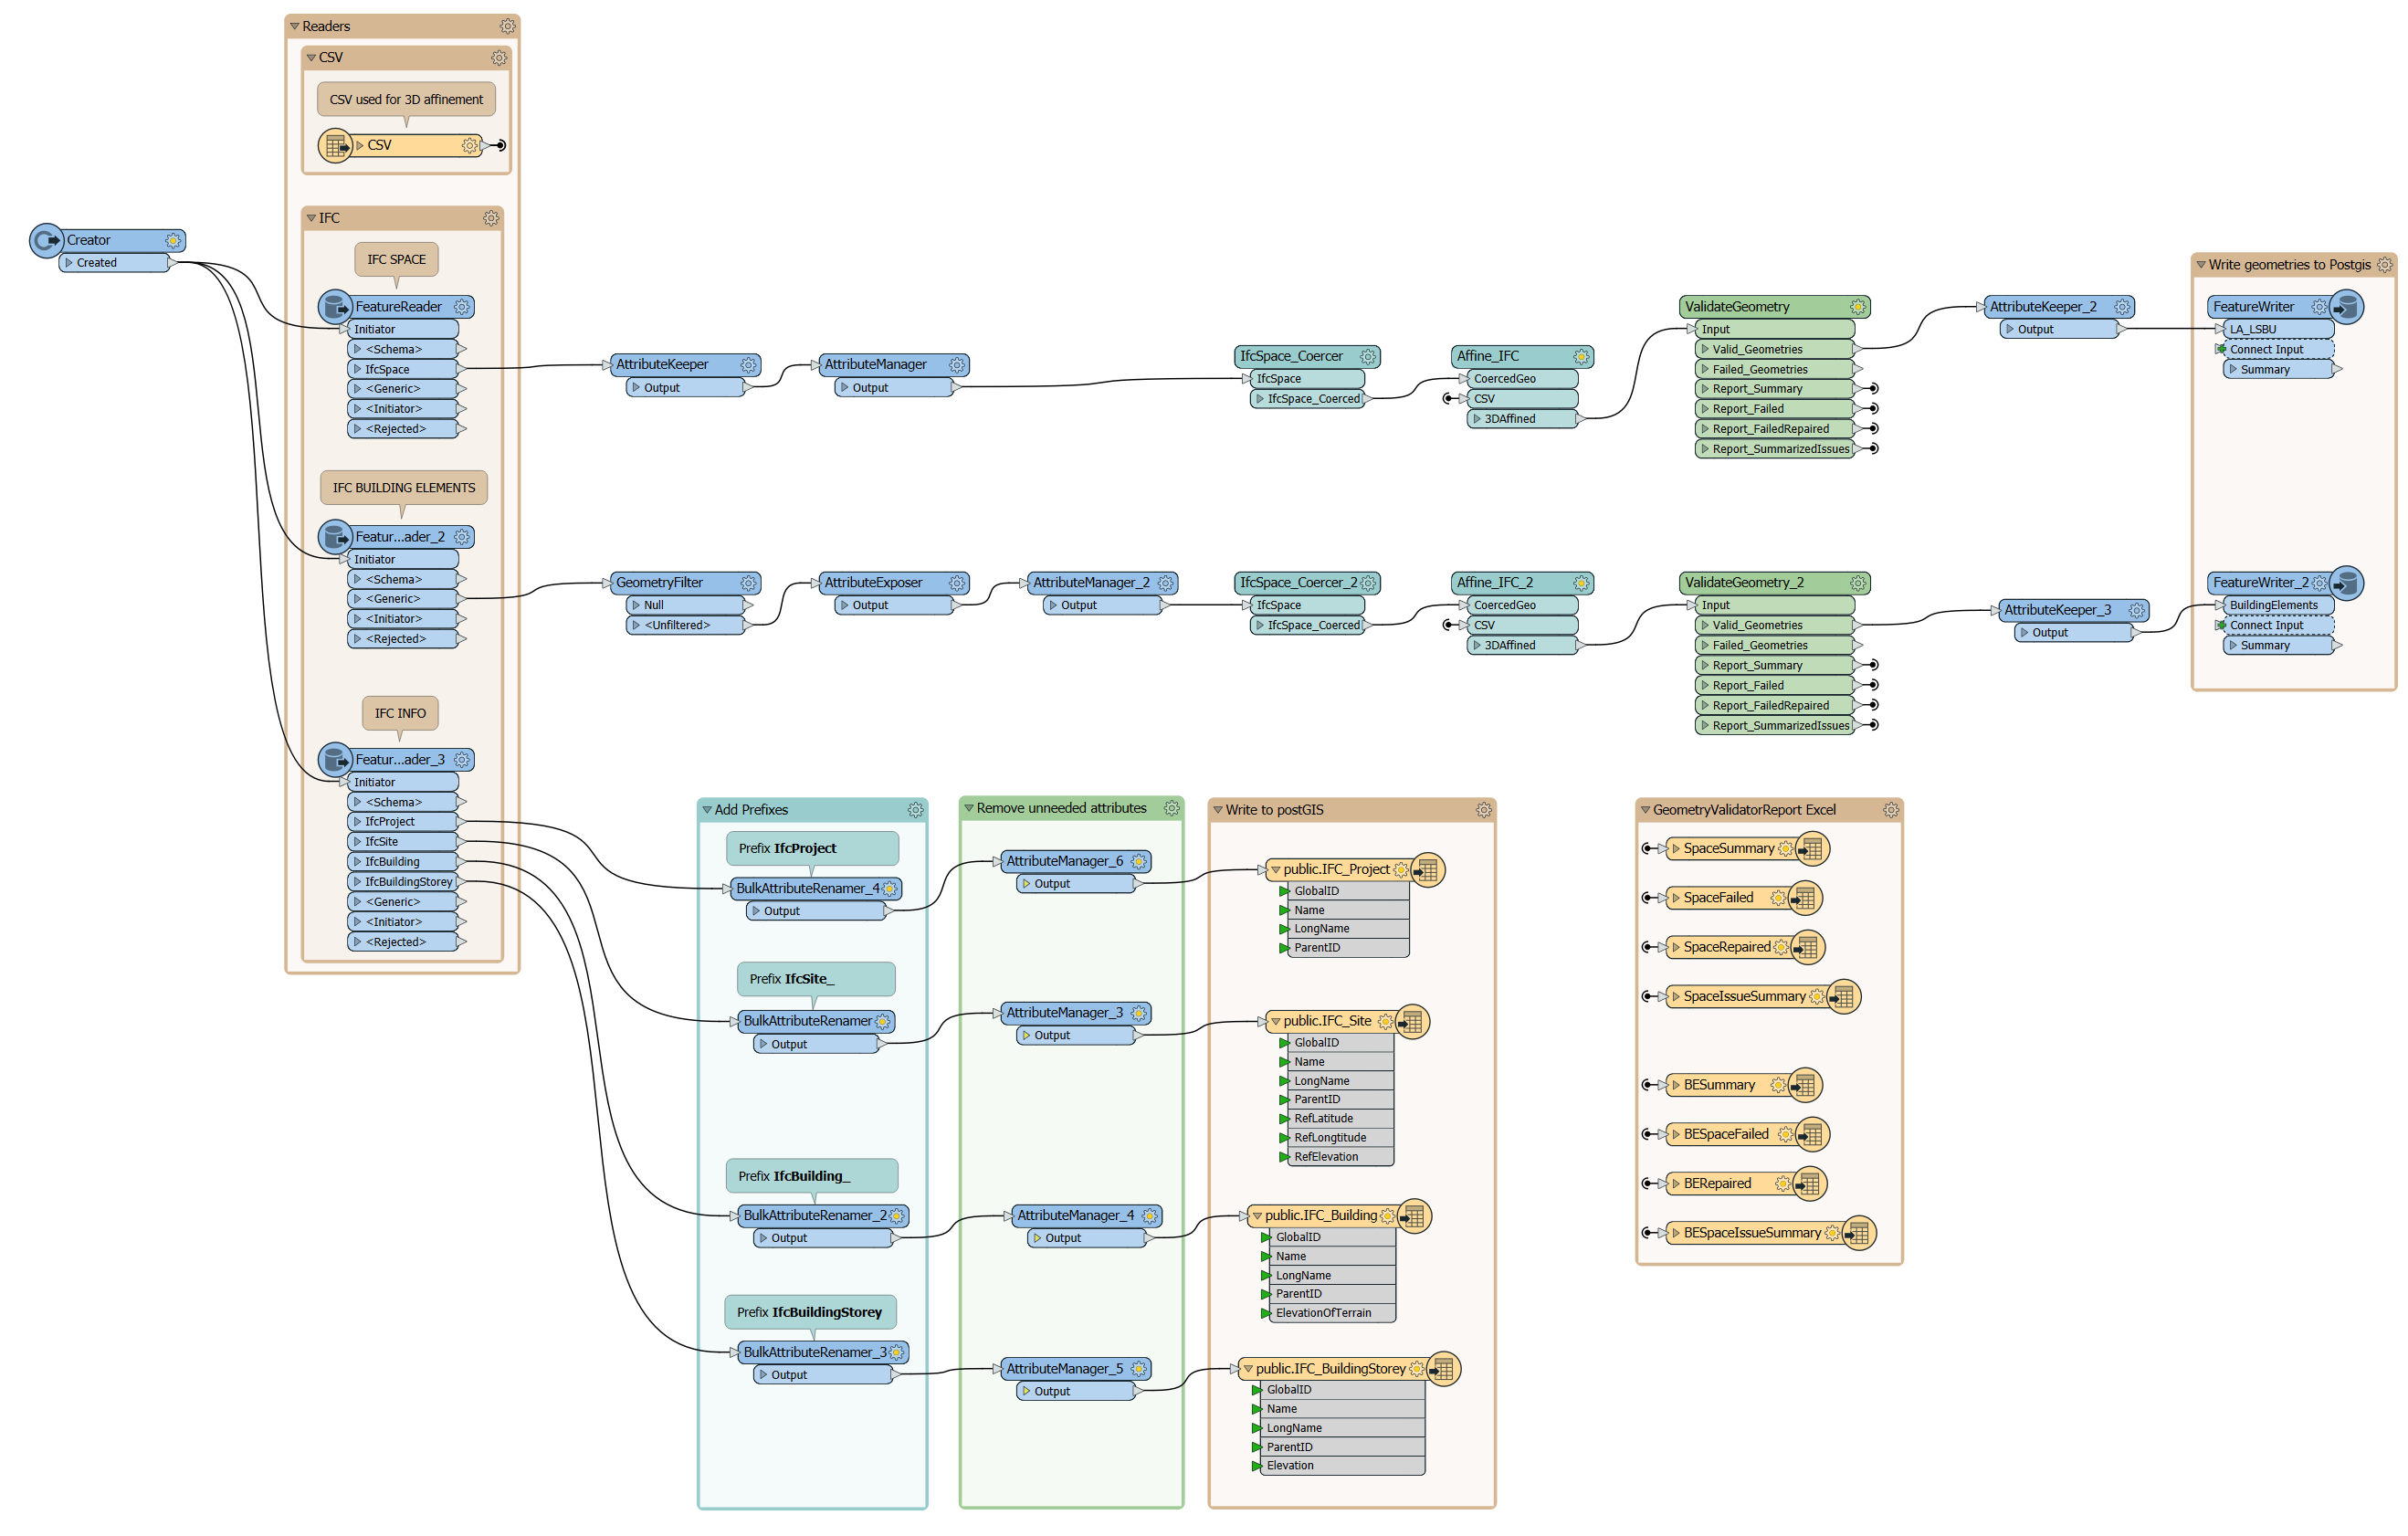 Readers
CSV
CSV used for 3D affinement
CSV
IFC
Creator
Created
IFC SPACE
FeatureReader
Initiator
<Schema>
IfcSpace
<Generic>
<Initiator>
<Rejected>
AttributeKeeper
Output
AttributeManager
Output
IfcSpace_Coercer
IfcSpace
IfcSpace_Coerced
Affine_IFC
CoercedGeo
CSV
3DAffined
ValidateGeometry
Input
Valid_Geometries
Failed_Geometries
Report_Summary
Report_Failed
Report_FailedRepaired
Report_SummarizedIssues
AttributeKeeper_2
Output
Write geometries to Postgis
FeatureWriter
LA_LSBU
Connect Input
Summary
IFC BUILDING ELEMENTS
Featur...ader_2
Initiator
<Schema>
<Generic>
<Initiator>
<Rejected>
GeometryFilter
Null
<Unfiltered>
AttributeExposer
Output
AttributeManager_2
Output
IfcSpace_Coercer_2
IfcSpace
IfcSpace_Coerced
Affine_IFC_2
CoercedGeo
CSV
3DAffined
ValidateGeometry_2
Input
Valid_Geometries
Failed_Geometries
Report_Summary
Report_Failed
Report_FailedRepaired
Report_SummarizedIssues
AttributeKeeper_3
Output
FeatureWriter_2
BuildingElements
Connect Input
Summary
IFC INFO
Featur...ader_3
Initiator
<Schema>
IfcProject
IfcSite
IfcBuilding
IfcBuildingStorey
<Generic>
<Initiator>
<Rejected>
Add Prefixes
Prefix IfcProject
BulkAttributeRenamer_4
Output
Prefix IfcSite_
BulkAttributeRenamer
Output
Prefix IfcBuilding_
BulkAttributeRenamer_2
Output
Prefix IfcBuildingStorey
BulkAttributeRenamer_3
Output
Remove unneeded attributes
AttributeManager_6
Output
AttributeManager_3
Output
AttributeManager_4
Output
AttributeManager_5
Output
Write to postGIS
public.IFC_Project
GlobalID
Name
LongName
ParentID
public.IFC_Site
GlobalID
Name
LongName
ParentID
RefLatitude
RefLongtitude
RefElevation
public.IFC_Building
GlobalID
Name
LongName
ParentID
ElevationOfTerrain
public.IFC_BuildingStorey
GlobalID
Name
LongName
ParentID
Elevation
GeometryValidatorReport Excel
SpaceSummary
SpaceFailed
SpaceRepaired
SpaceIssueSummary
BESummary
BESpaceFailed
BERepaired
BESpaceIssueSummary